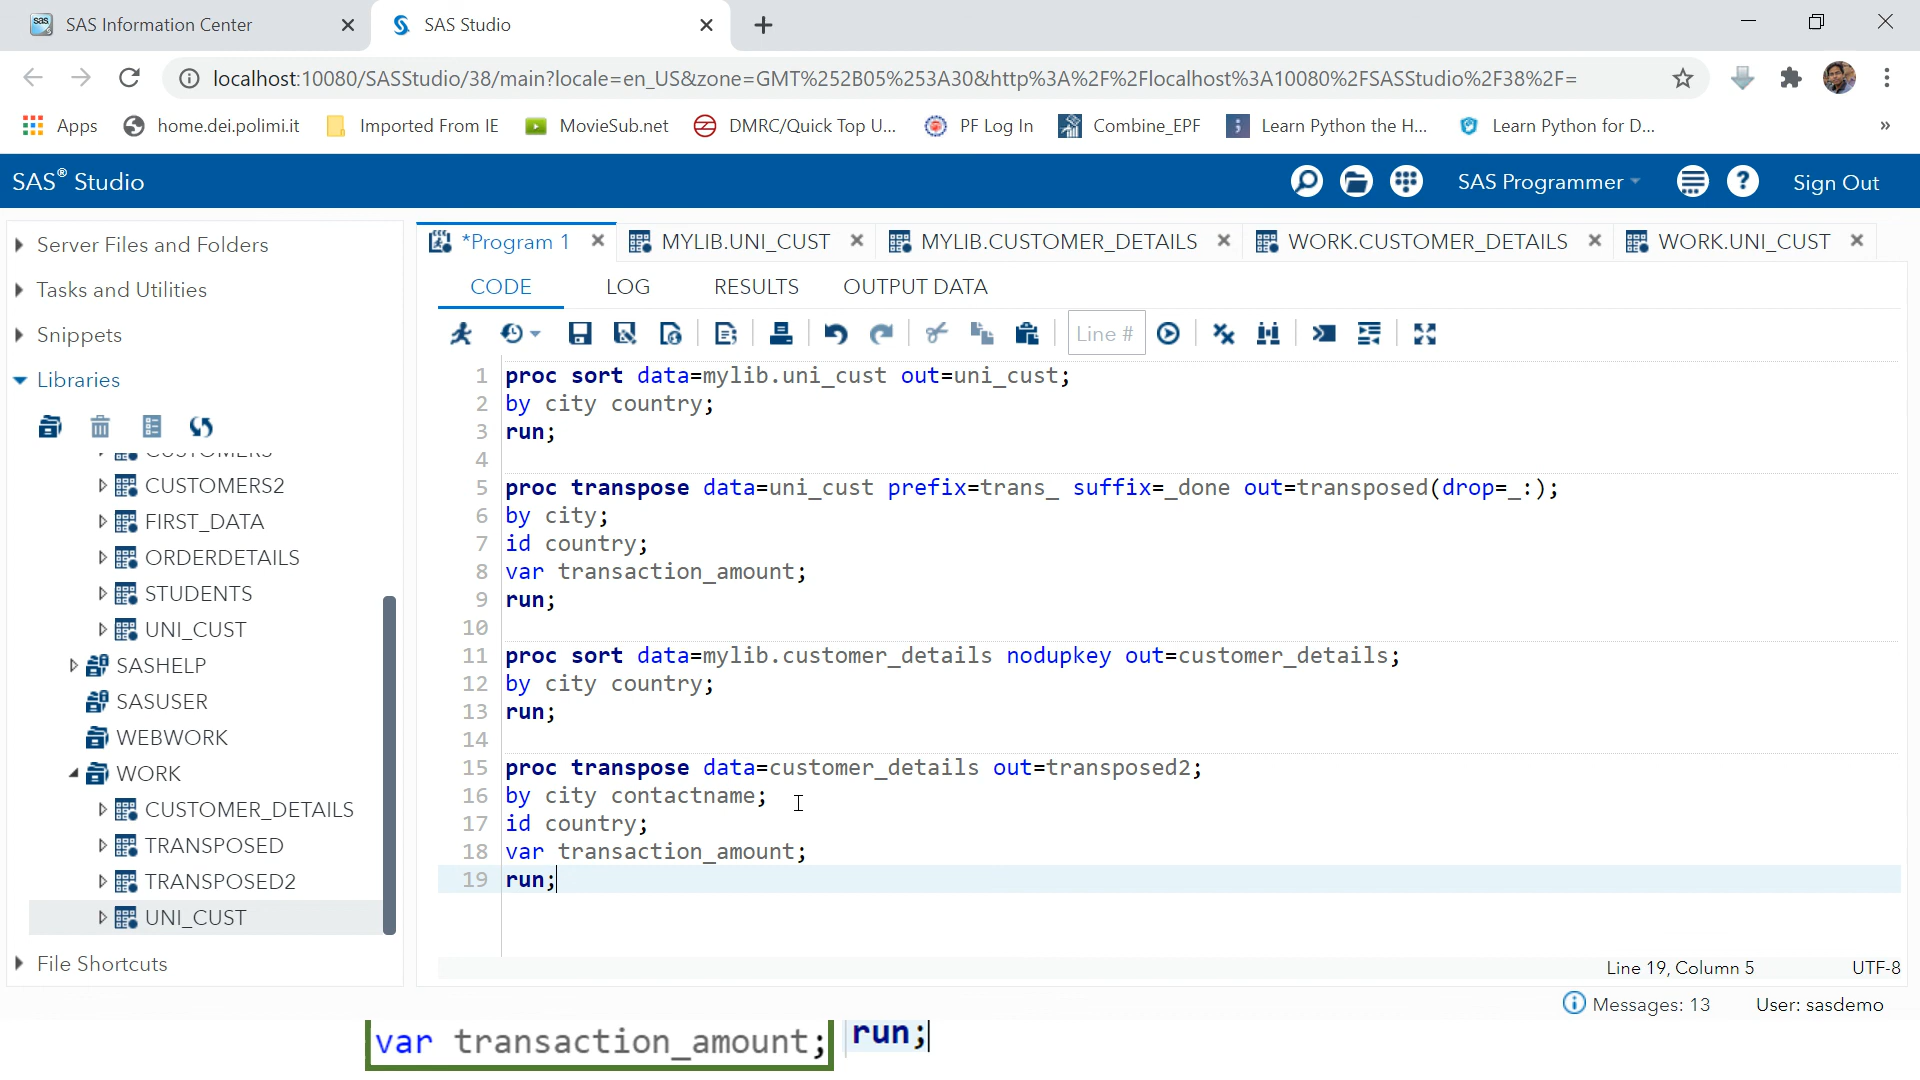 SAS Information Center
SAS Studio
localhost:10080/SASStudio/38/main?locale=en_US&zone=GMT%252B05%253A30&http%3A%2F%2Flocalhost%3A10080%2FSASStudio%2F38%2F=
Apps home.dei.polimi.it Imported From IE MovieSub.net DMRC/Quick Top U... PF Log In Combine_EPF Learn Python the H... Learn Python for D... »
SAS® Studio SAS Programmer Sign Out
Server Files and Folders
Tasks and Utilities
Snippets
Libraries
CUSTOMERS
CUSTOMERS2
FIRST_DATA
ORDERDETAILS
STUDENTS
UNI_CUST
SASHELP
SASUSER
WEBWORK
WORK
CUSTOMER_DETAILS
TRANSPOSED
TRANSPOSED2
UNI_CUST
File Shortcuts
*Program 1 MYLIB.UNI_CUST MYLIB.CUSTOMER_DETAILS WORK.CUSTOMER_DETAILS WORK.UNI_CUST
CODE LOG RESULTS OUTPUT DATA
Line #
1 proc sort data=mylib.uni_cust out=uni_cust;
2 by city country;
3 run;
4
5 proc transpose data=uni_cust prefix=trans_ suffix=_done out=transposed(drop=_:);
6 by city;
7 id country;
8 var transaction_amount;
9 run;
10
11 proc sort data=mylib.customer_details nodupkey out=customer_details;
12 by city country;
13 run;
14
15 proc transpose data=customer_details out=transposed2;
16 by city contactname;
17 id country;
18 var transaction_amount;
19 run;
Line 19, Column 5 UTF-8
Messages: 13 User: sasdemo
var transaction_amount; run;